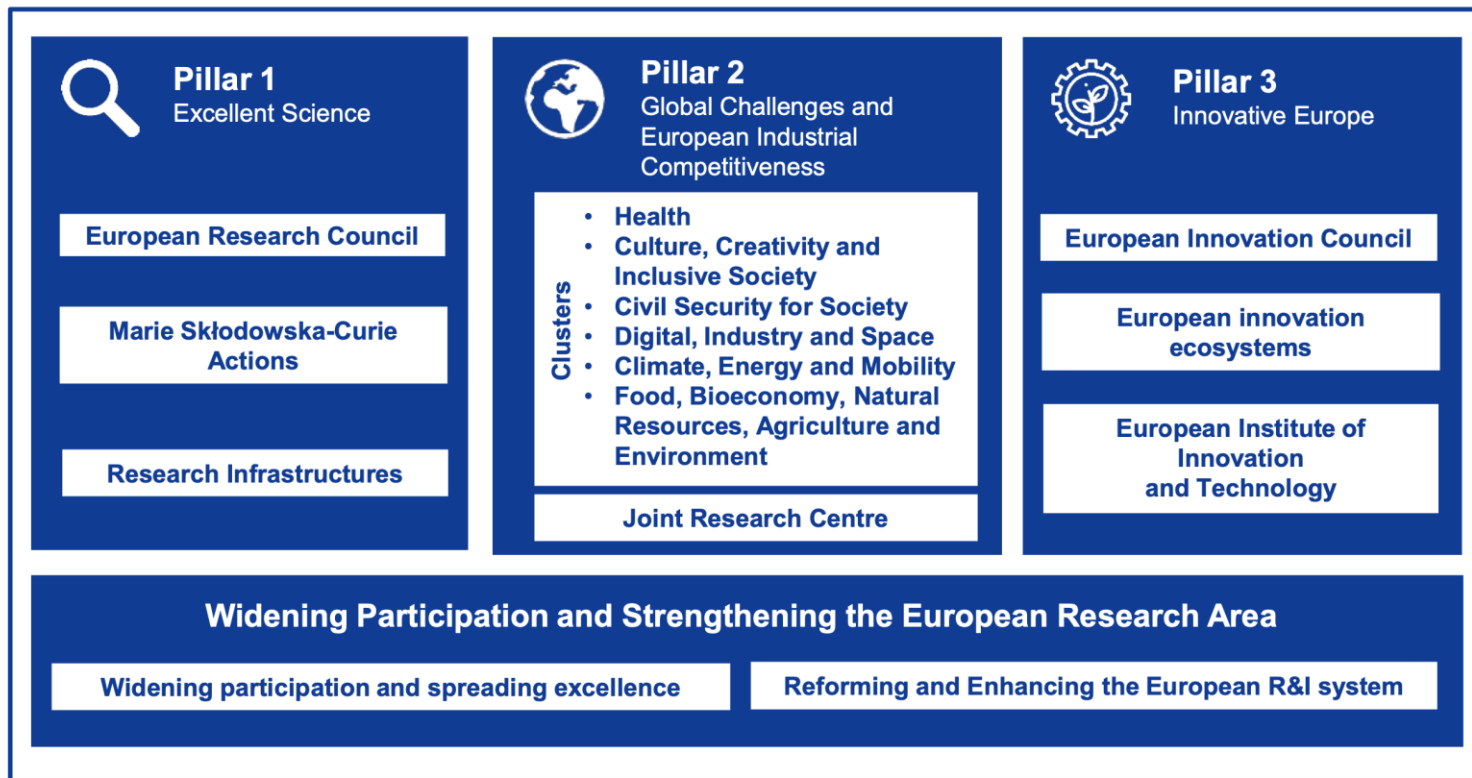 Pillar 1
Excellent Science
European Research Council
Marie Skłodowska-Curie
Actions
Research Infrastructures
Pillar 2
Global Challenges and
European Industrial
Competitiveness
Clusters
• Health
• Culture, Creativity and
Inclusive Society
• Civil Security for Society
• Digital, Industry and Space
• Climate, Energy and Mobility
• Food, Bioeconomy, Natural
Resources, Agriculture and
Environment
Joint Research Centre
Pillar 3
Innovative Europe
European Innovation Council
European innovation
ecosystems
European Institute of
Innovation
and Technology
Widening Participation and Strengthening the European Research Area
Widening participation and spreading excellence
Reforming and Enhancing the European R&I system